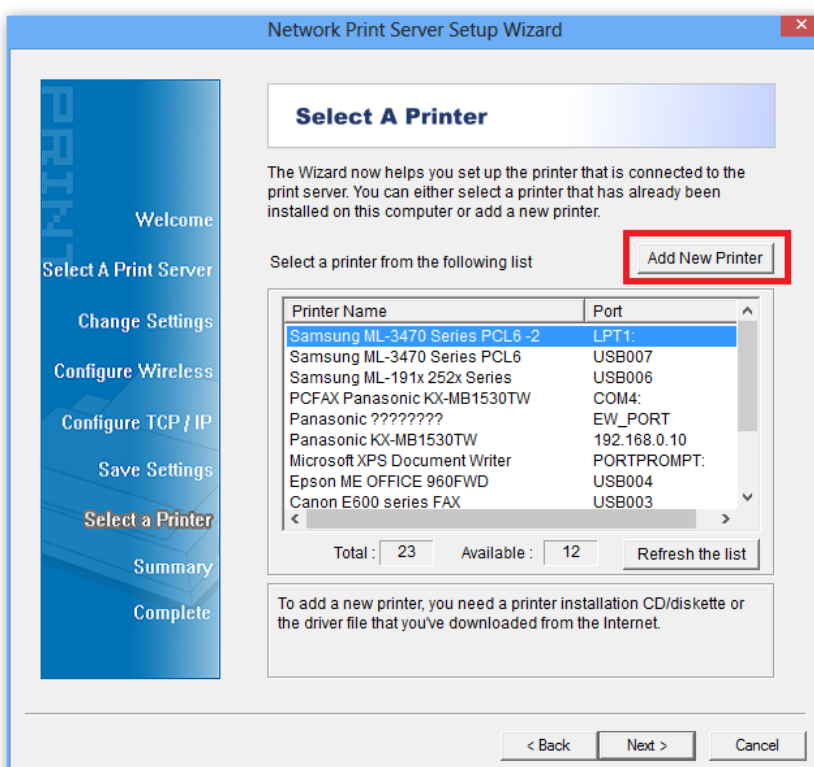 Network Print Server Setup Wizard
PRINT
Welcome
Select A Print Server
Change Settings
Configure Wireless
Configure TCP / IP
Save Settings
Select a Printer
Summary
Complete
Select A Printer
The Wizard now helps you set up the printer that is connected to the
print server. You can either select a printer that has already been
installed on this computer or add a new printer.
Select a printer from the following list
Add New Printer
Printer Name Port
Samsung ML-3470 Series PCL6 -2 LPT1:
Samsung ML-3470 Series PCL6 USB007
Samsung ML-191x 252x Series USB006
PCFAX Panasonic KX-MB1530TW COM4:
Panasonic ???????? EW_PORT
Panasonic KX-MB1530TW 192.168.0.10
Microsoft XPS Document Writer PORTPROMPT:
Epson ME OFFICE 960FWD USB004
Canon E600 series FAX USB003
Total : 23 Available : 12 Refresh the list
To add a new printer, you need a printer installation CD/diskette or
the driver file that you've downloaded from the Internet.
< Back Next > Cancel